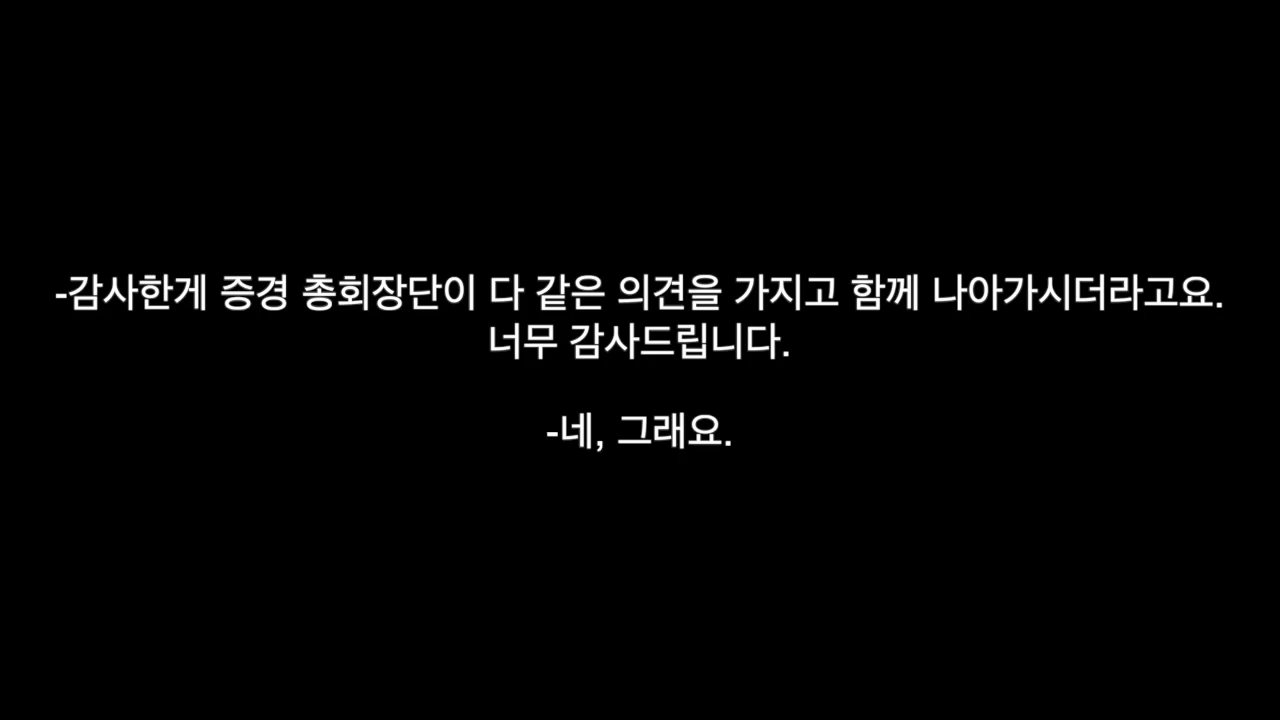 -감사한게 증경 총회장단이 다 같은 의견을 가지고 함께 나아가시더라고요.
너무 감사드립니다.
-네, 그래요.